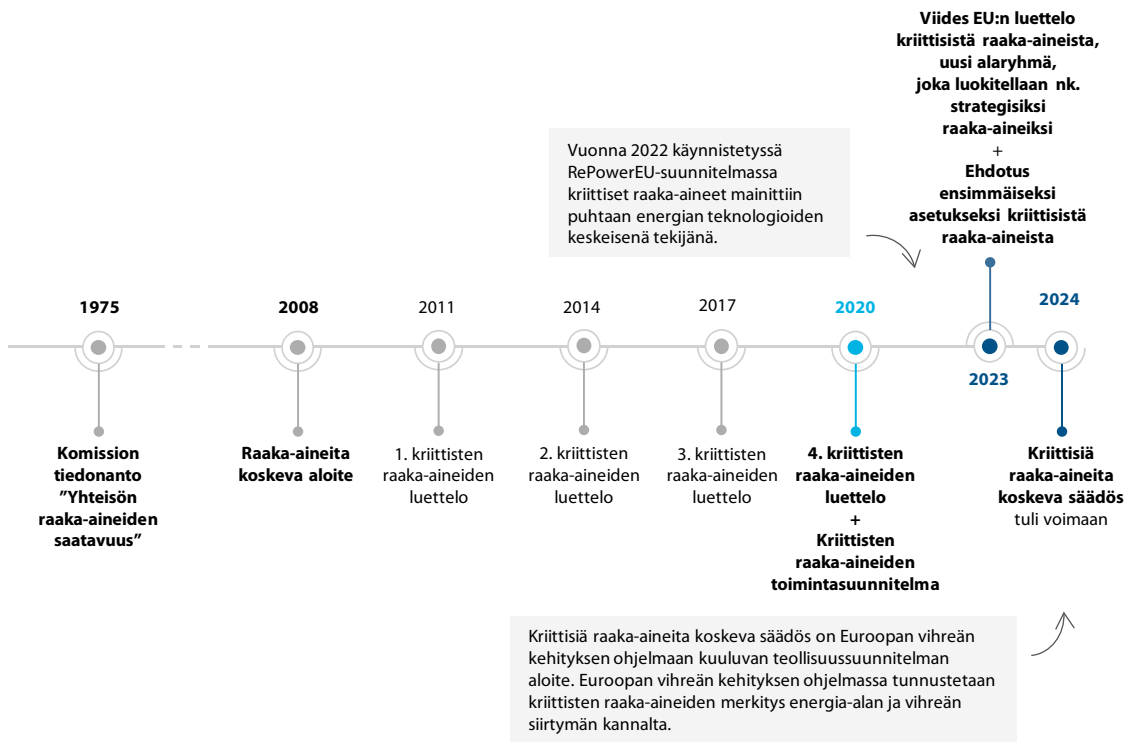 Viides EU:n luettelo
kriittisistä raaka-aineista,
uusi alaryhmä,
joka luokitellaan nk.
strategisiksi
raaka-aineiksi
+
Ehdotus
ensimmäiseksi
asetukseksi kriittisistä
raaka-aineista
Vuonna 2022 käynnistetyssä
RePowerEU-suunnitelmassa
kriittiset raaka-aineet mainittiin
puhtaan energian teknologioiden
keskeisenä tekijänä.
1975
2008
2011
2014
2017
2020
2023
2024
Komission
tiedonanto
”Yhteisön
raaka-aineiden
saatavuus”
Raaka-aineita
koskeva aloite
1. kriittisten
raaka-aineiden
luettelo
2. kriittisten
raaka-aineiden
luettelo
3. kriittisten
raaka-aineiden
luettelo
4. kriittisten
raaka-aineiden
luettelo
+
Kriittisten
raaka-aineiden
toimintasuunnitelma
Kriittisiä
raaka-aineita
koskeva säädös
tuli voimaan
Kriittisiä raaka-aineita koskeva säädös on Euroopan vihreän
kehityksen ohjelmaan kuuluvan teollisuussuunnitelman
aloite. Euroopan vihreän kehityksen ohjelmassa tunnustetaan
kriittisten raaka-aineiden merkitys energia-alan ja vihreän
siirtymän kannalta.